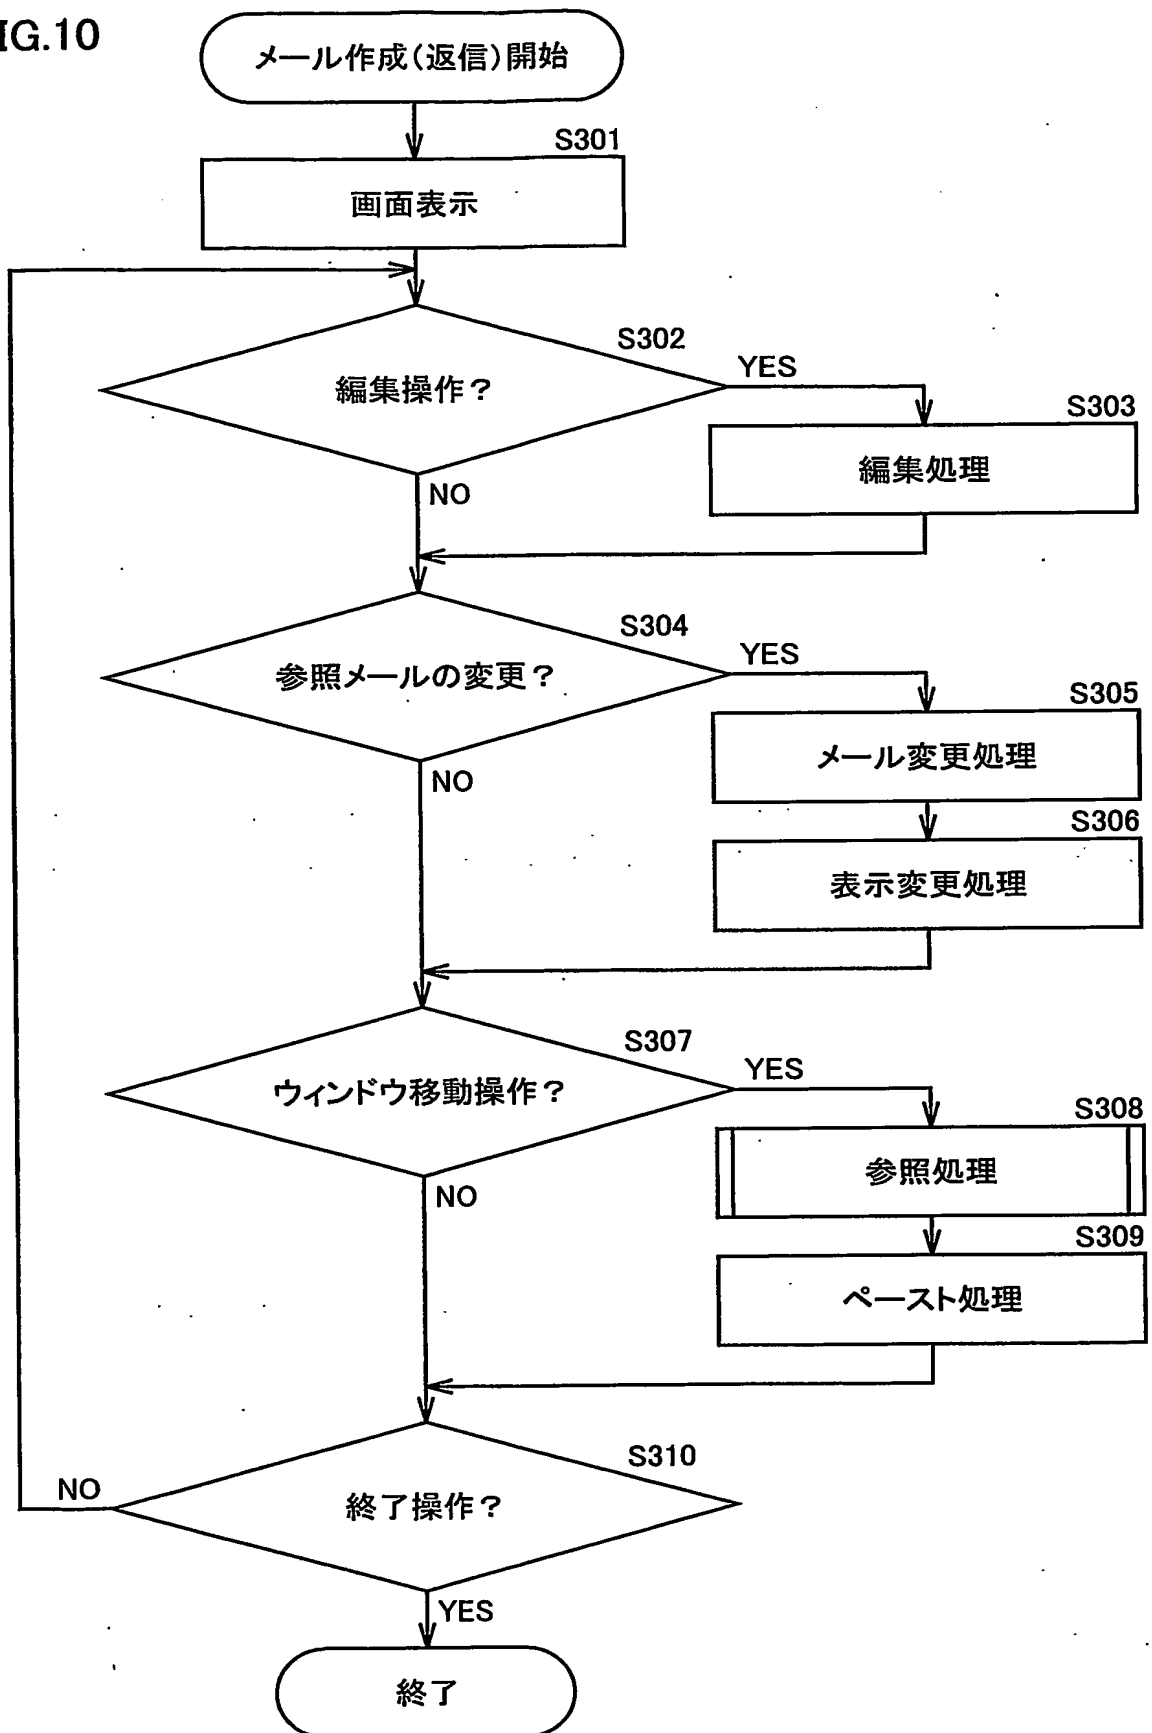 IG.10
メール作成(返信)開始
S301
画面表示
S302
編集操作?
YES
S303
編集処理
NO
S304
参照メールの変更?
YES
S305
メール変更処理
NO
S306
表示変更処理
S307
ウィンドウ移動操作?
YES
S308
参照処理
NO
S309
ペースト処理
S310
NO
終了操作?
YES
終了